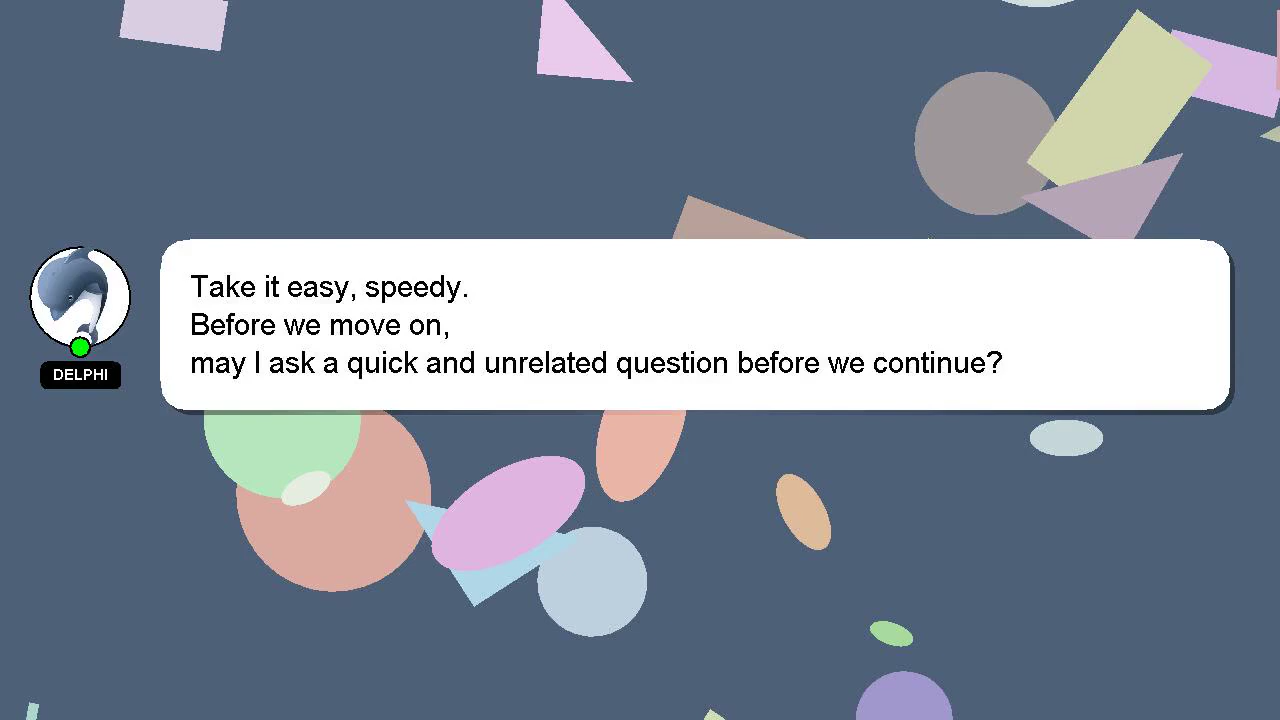 Take it easy, speedy.
Before we move on,
may I ask a quick and unrelated question before we continue?
DELPHI